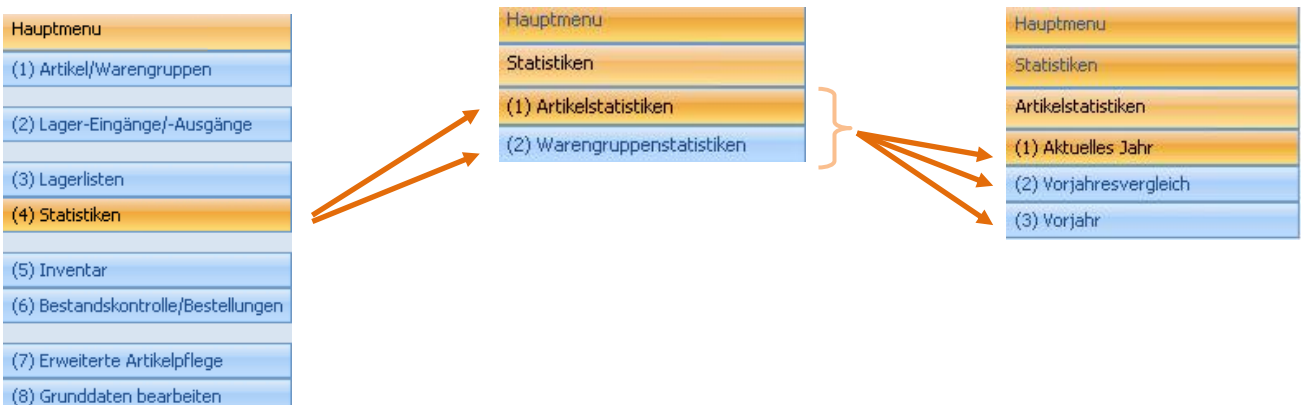 Hauptmenu
(1) Artikel/Warengruppen
(2) Lager-Eingänge/-Ausgänge
(3) Lagerlisten
(4) Statistiken
(5) Inventar
(6) Bestandskontrolle/Bestellungen
(7) Erweiterte Artikelpflege
(8) Grunddaten bearbeiten
Hauptmenu
Statistiken
(1) Artikelstatistiken
(2) Warengruppenstatistiken
Hauptmenu
Statistiken
Artikelstatistiken
(1) Aktuelles Jahr
(2) Vorjahresvergleich
(3) Vorjahr